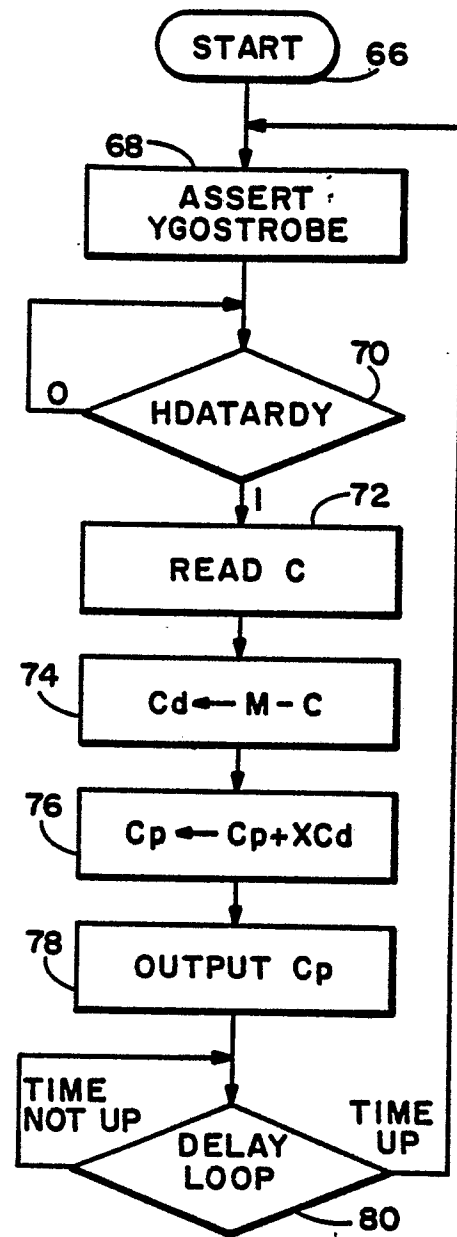 START
66
68
ASSERT
YGOSTROBE
70
0
HDATARDY
1
72
READ C
74
Cd ← M - C
76
Cp ← Cp+XCd
78
OUTPUT Cp
TIME
NOT UP
TIME
UP
DELAY
LOOP
80